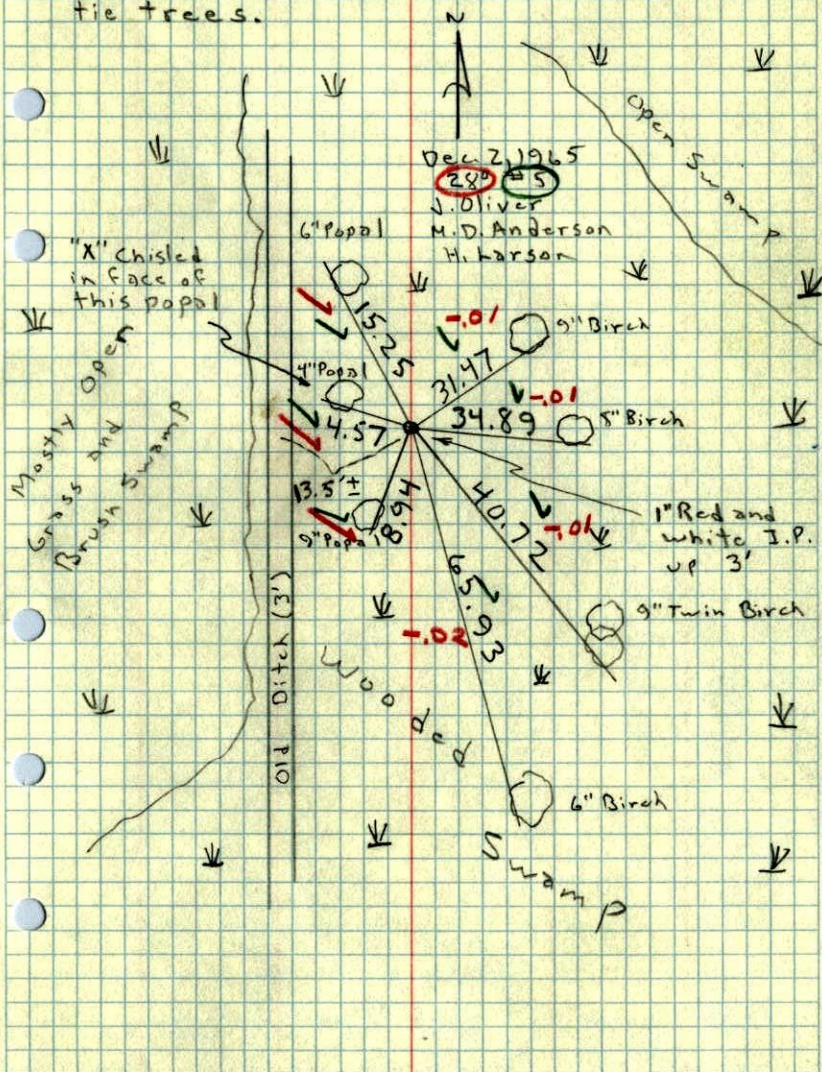 tie trees.
N
Open Swamp
Dec. 2, 1965
28° #5
J. Oliver
M.D. Anderson
H. Larson
6" Popal
"X" Chisled
in face of
this popal
15.25
-.01
9" Birch
31.47
4" Popal
-.01
34.89
8" Birch
4.57
Mostly Open
Grass and
Brush Swamp
13.5'±
8.94
9" Popal
40.72
-.01
1" Red and
white I.P.
up 3'
65.93
-.02
9" Twin Birch
Old Ditch (3')
Wooded
Swamp
6" Birch